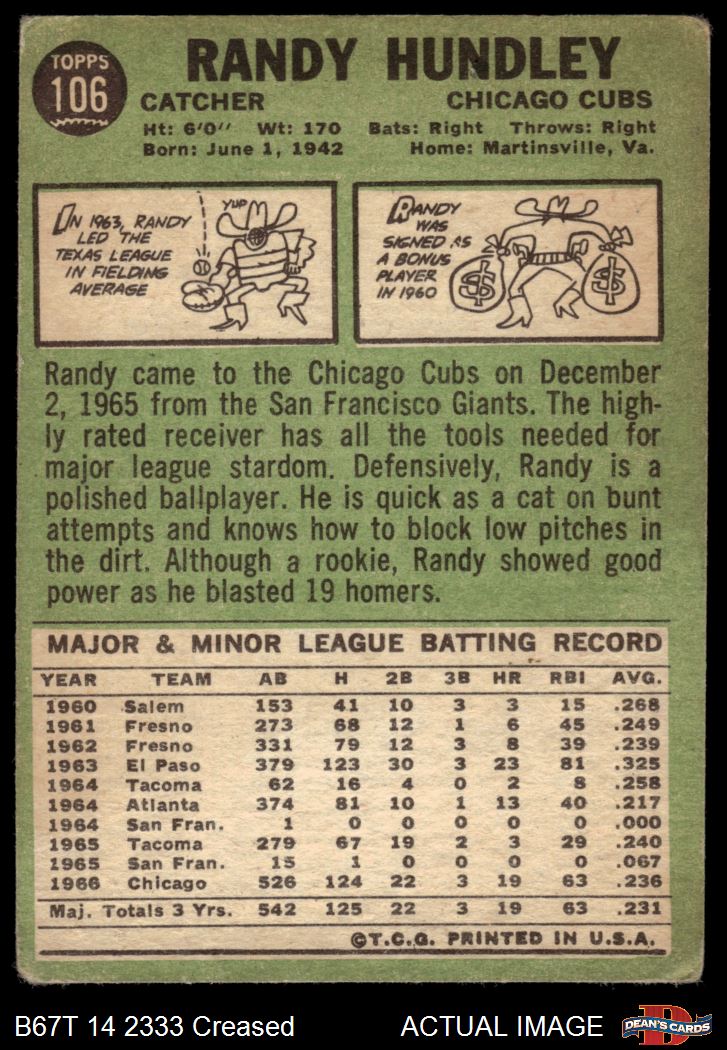 TOPPS
106
RANDY HUNDLEY
CATCHER CHICAGO CUBS
Ht: 6'0'' Wt: 170 Bats: Right Throws: Right
Born: June 1, 1942 Home: Martinsville, Va.
IN 1963, RANDY
LED THE
TEXAS LEAGUE
IN FIELDING
AVERAGE
YUP
RANDY
WAS
SIGNED AS
A BONUS
PLAYER
IN 1960
$ $
Randy came to the Chicago Cubs on December
2, 1965 from the San Francisco Giants. The high-
ly rated receiver has all the tools needed for
major league stardom. Defensively, Randy is a
polished ballplayer. He is quick as a cat on bunt
attempts and knows how to block low pitches in
the dirt. Although a rookie, Randy showed good
power as he blasted 19 homers.
MAJOR & MINOR LEAGUE BATTING RECORD
YEAR TEAM AB H 2B 3B HR RBI AVG.
1960 Salem 153 41 10 3 3 15 .268
1961 Fresno 273 68 12 1 6 45 .249
1962 Fresno 331 79 12 3 8 39 .239
1963 El Paso 379 123 30 3 23 81 .325
1964 Tacoma 62 16 4 0 2 8 .258
1964 Atlanta 374 81 10 1 13 40 .217
1964 San Fran. 1 0 0 0 0 0 .000
1965 Tacoma 279 67 19 2 3 29 .240
1965 San Fran. 15 1 0 0 0 0 .067
1966 Chicago 526 124 22 3 19 63 .236
Maj. Totals 3 Yrs. 542 125 22 3 19 63 .231
©T.C.G. PRINTED IN U.S.A.
B67T 14 2333 Creased ACTUAL IMAGE
D
DEAN'S CARDS